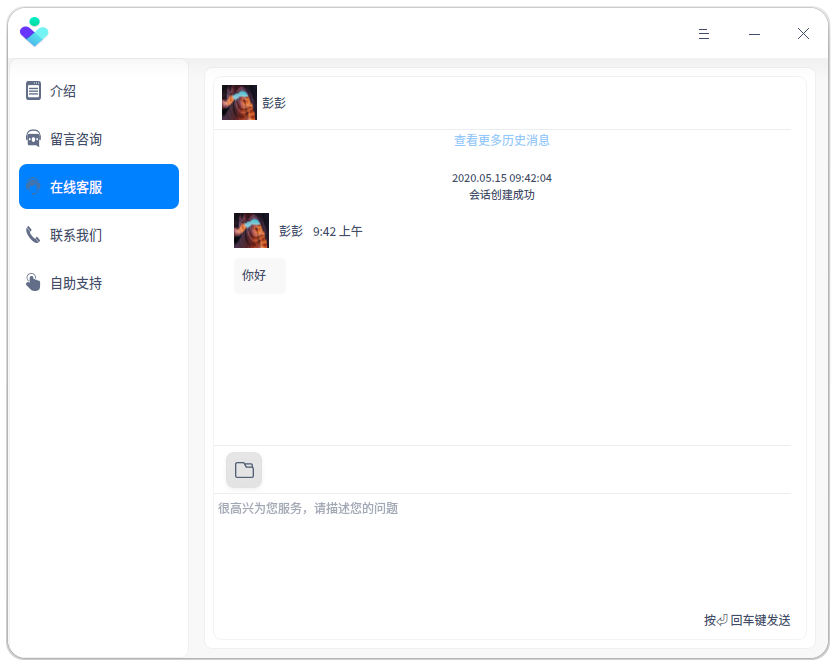 介绍
留言咨询
在线客服
联系我们
自助支持
彭彭
查看更多历史消息
2020.05.15 09:42:04
会话创建成功
彭彭 9:42 上午
你好
很高兴为您服务，请描述您的问题
按⏎回车键发送